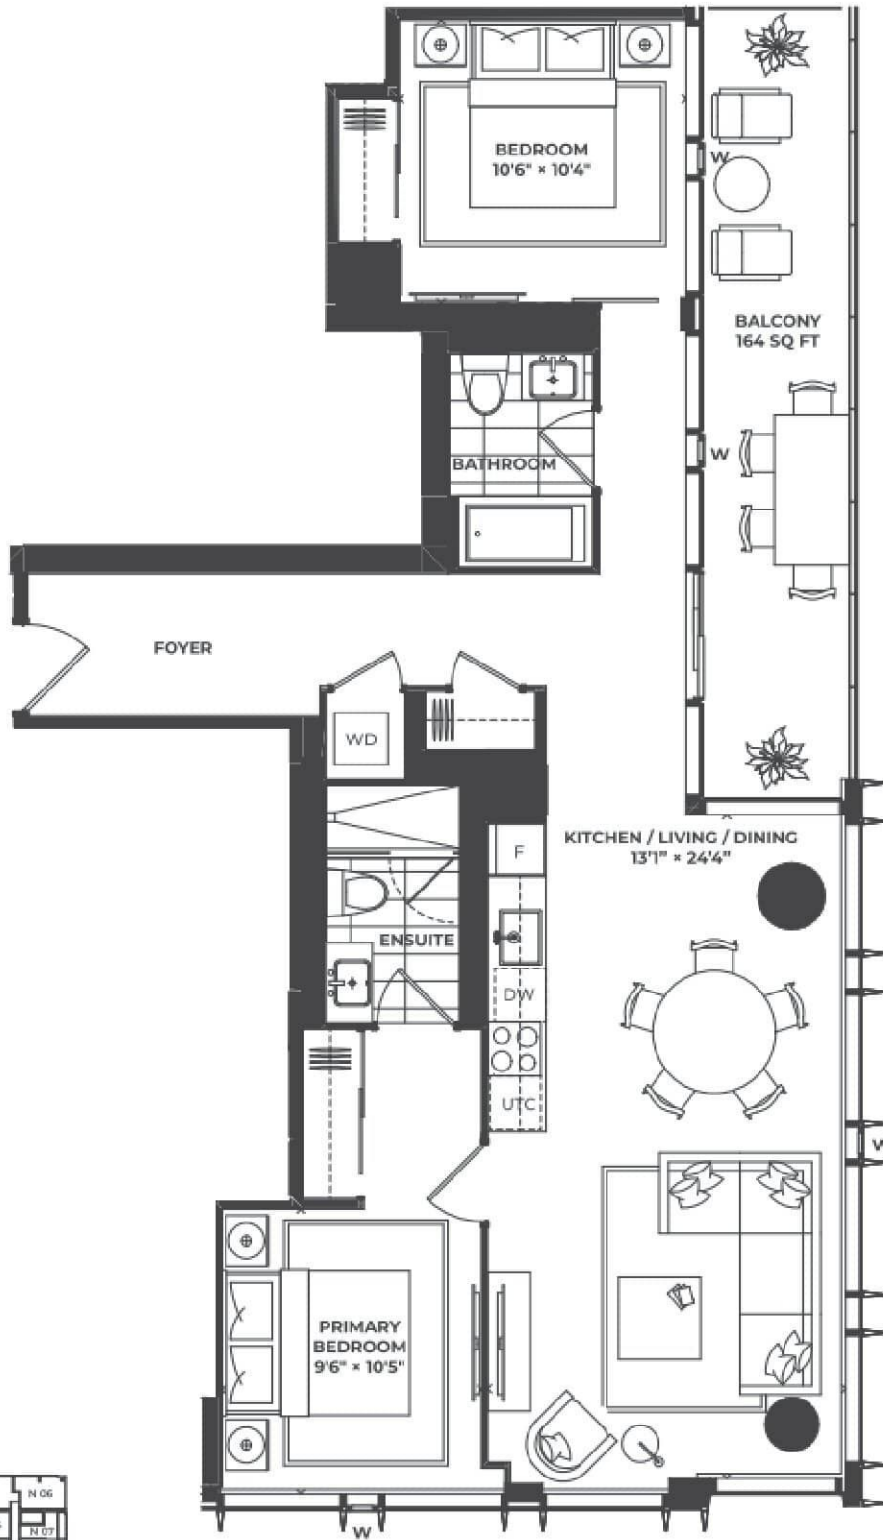 BEDROOM
10'6" × 10'4"
W
BALCONY
164 SQ FT
W
BATHROOM
FOYER
WD
KITCHEN / LIVING / DINING
13'1" × 24'4"
F
ENSUITE
DW
UTC
W
PRIMARY
BEDROOM
9'6" × 10'5"
N 06
N 07
W